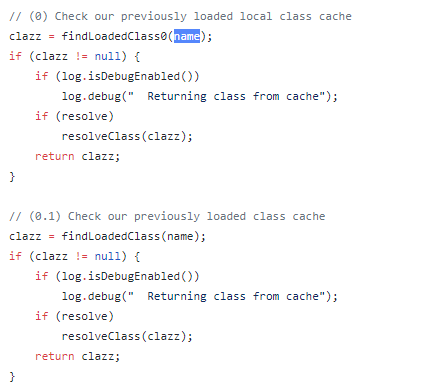 // (0) Check our previously loaded local class cache
clazz = findLoadedClass0(name);
if (clazz != null) {
    if (log.isDebugEnabled())
        log.debug("  Returning class from cache");
    if (resolve)
        resolveClass(clazz);
    return clazz;
}

// (0.1) Check our previously loaded class cache
clazz = findLoadedClass(name);
if (clazz != null) {
    if (log.isDebugEnabled())
        log.debug("  Returning class from cache");
    if (resolve)
        resolveClass(clazz);
    return clazz;
}